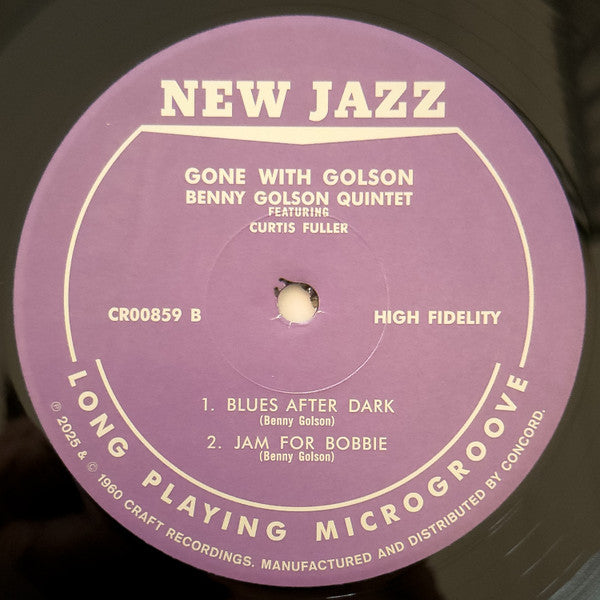 NEW JAZZ
GONE WITH GOLSON
BENNY GOLSON QUINTET
FEATURING
CURTIS FULLER
CR00859 B
HIGH FIDELITY
1. BLUES AFTER DARK
(Benny Golson)
2. JAM FOR BOBBIE
(Benny Golson)
LONG PLAYING MICROGROOVE
℗ 2025 & © 1960 CRAFT RECORDINGS. MANUFACTURED AND DISTRIBUTED BY CONCORD.